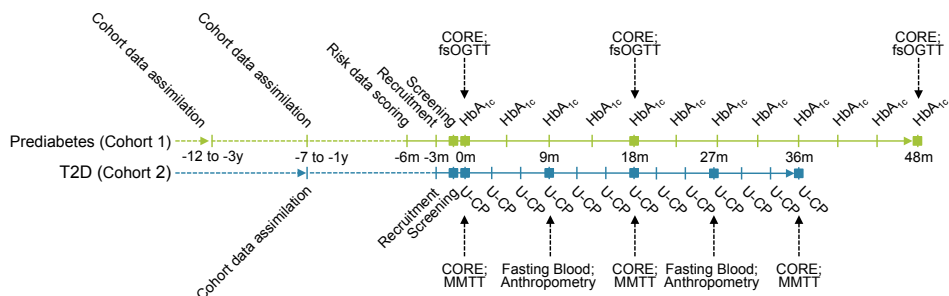 Cohort data assimilation
Cohort data assimilation
Risk data scoring
Recruitment
Screening
CORE;
fsOGTT
CORE;
fsOGTT
CORE;
fsOGTT
HbA1c HbA1c HbA1c HbA1c HbA1c HbA1c HbA1c HbA1c HbA1c HbA1c HbA1c HbA1c
Prediabetes (Cohort 1)
-12 to -3y -7 to -1y -6m -3m 0m 9m 18m 27m 36m 48m
T2D (Cohort 2)
Cohort data assimilation
Recruitment
Screening
U-CP U-CP U-CP U-CP U-CP U-CP U-CP U-CP U-CP U-CP U-CP U-CP U-CP
CORE;
MMTT
Fasting Blood;
Anthropometry
CORE;
MMTT
Fasting Blood;
Anthropometry
CORE;
MMTT